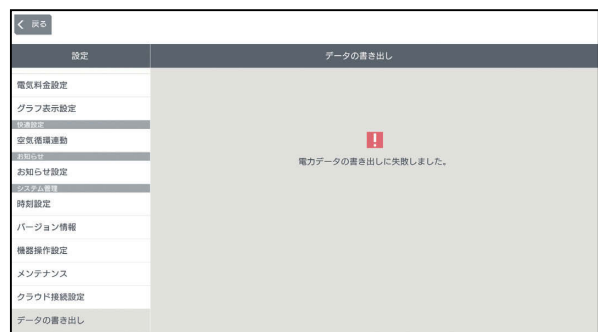 戻る
設定
データの書き出し
電気料金設定
グラフ表示設定
快適設定
空気循環連動
お知らせ
お知らせ設定
システム管理
時刻設定
バージョン情報
機器操作設定
メンテナンス
クラウド接続設定
データの書き出し
電力データの書き出しに失敗しました。